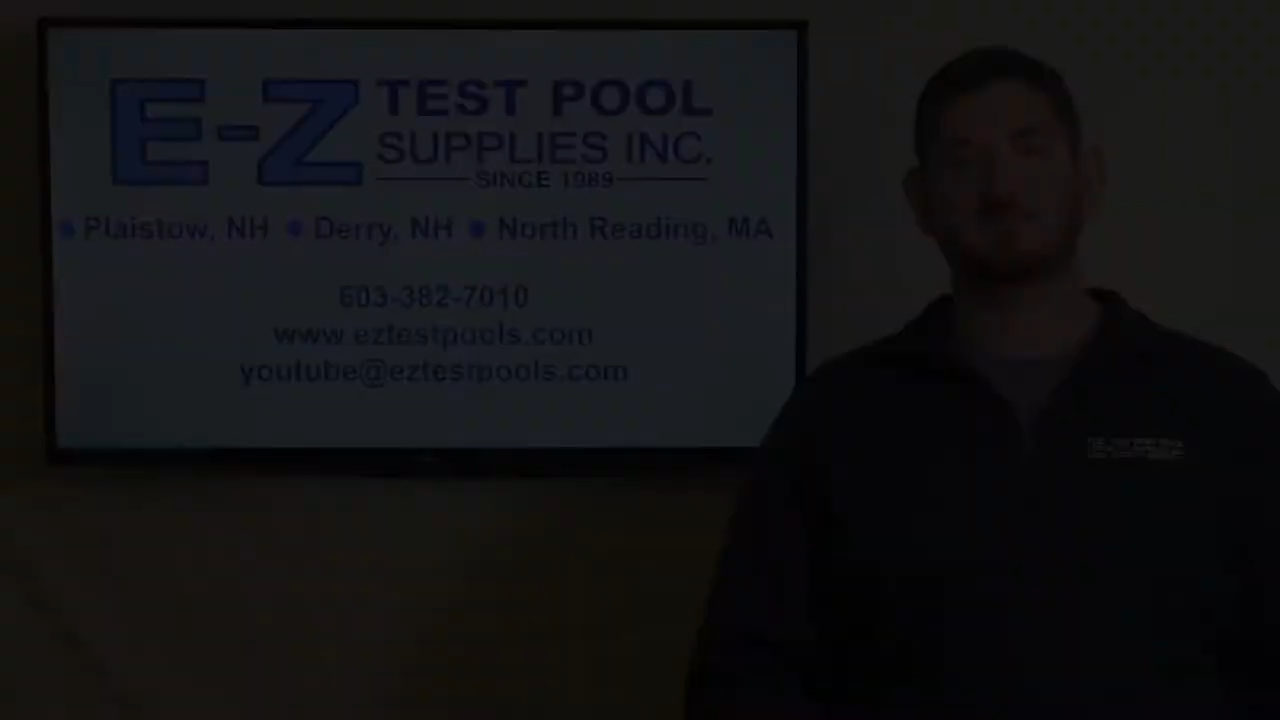 E-Z TEST POOL
SUPPLIES INC.
SINCE 1989
• Plaistow, NH • Derry, NH • North Reading, MA
603-382-7010
www.eztestpools.com
youtube@eztestpools.com